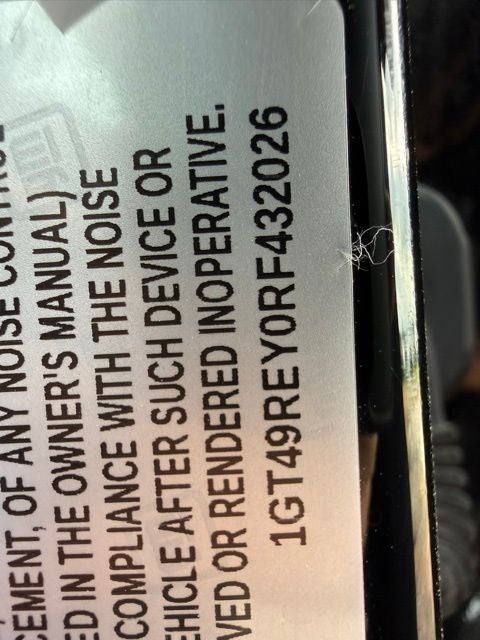 CEMENT, OF ANY NOISE CONTROL
ED IN THE OWNER'S MANUAL)
COMPLIANCE WITH THE NOISE
EHICLE AFTER SUCH DEVICE OR
VED OR RENDERED INOPERATIVE.
1GT49REY0RF432026